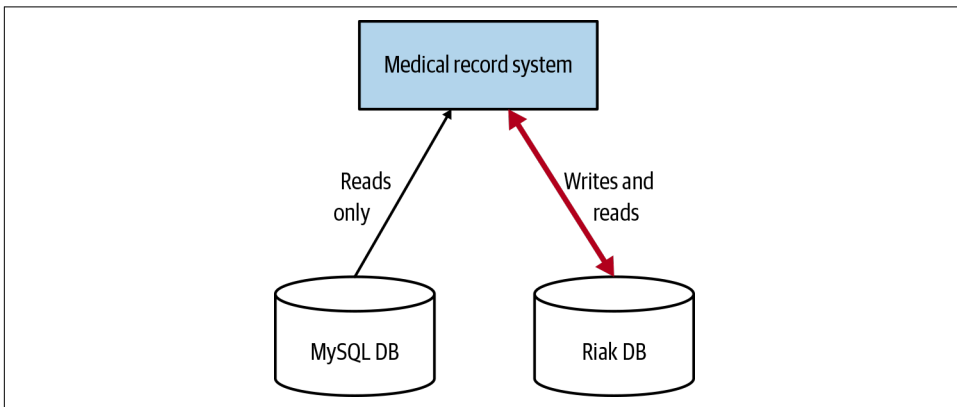 Medical record system
Reads
only
Writes and
reads
MySQL DB
Riak DB